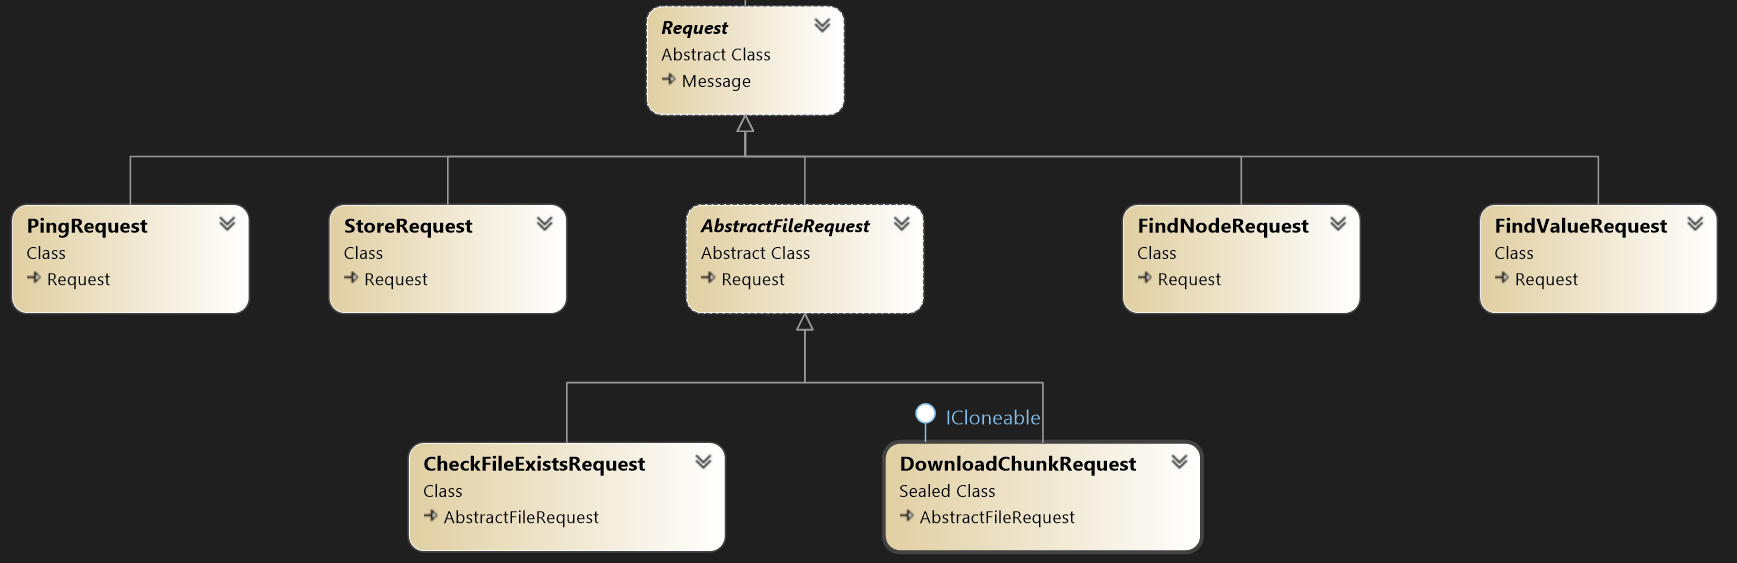 Request
Abstract Class
Message
PingRequest
Class
Request
StoreRequest
Class
Request
AbstractFileRequest
Abstract Class
Request
FindNodeRequest
Class
Request
FindValueRequest
Class
Request
CheckFileExistsRequest
Class
AbstractFileRequest
ICloneable
DownloadChunkRequest
Sealed Class
AbstractFileRequest